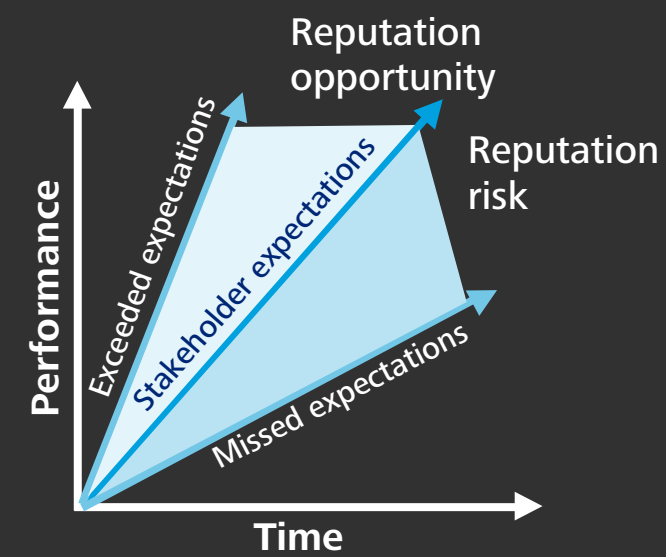 Reputation
opportunity
Reputation
risk
Exceeded expectations
Stakeholder expectations
Missed expectations
Performance
Time